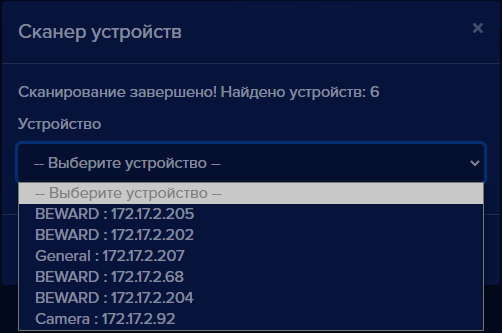 Сканер устройств
×
Сканирование завершено! Найдено устройств: 6
Устройство
-- Выберите устройство --
-- Выберите устройство --
BEWARD : 172.17.2.205
BEWARD : 172.17.2.202
General : 172.17.2.207
BEWARD : 172.17.2.68
BEWARD : 172.17.2.204
Camera : 172.17.2.92